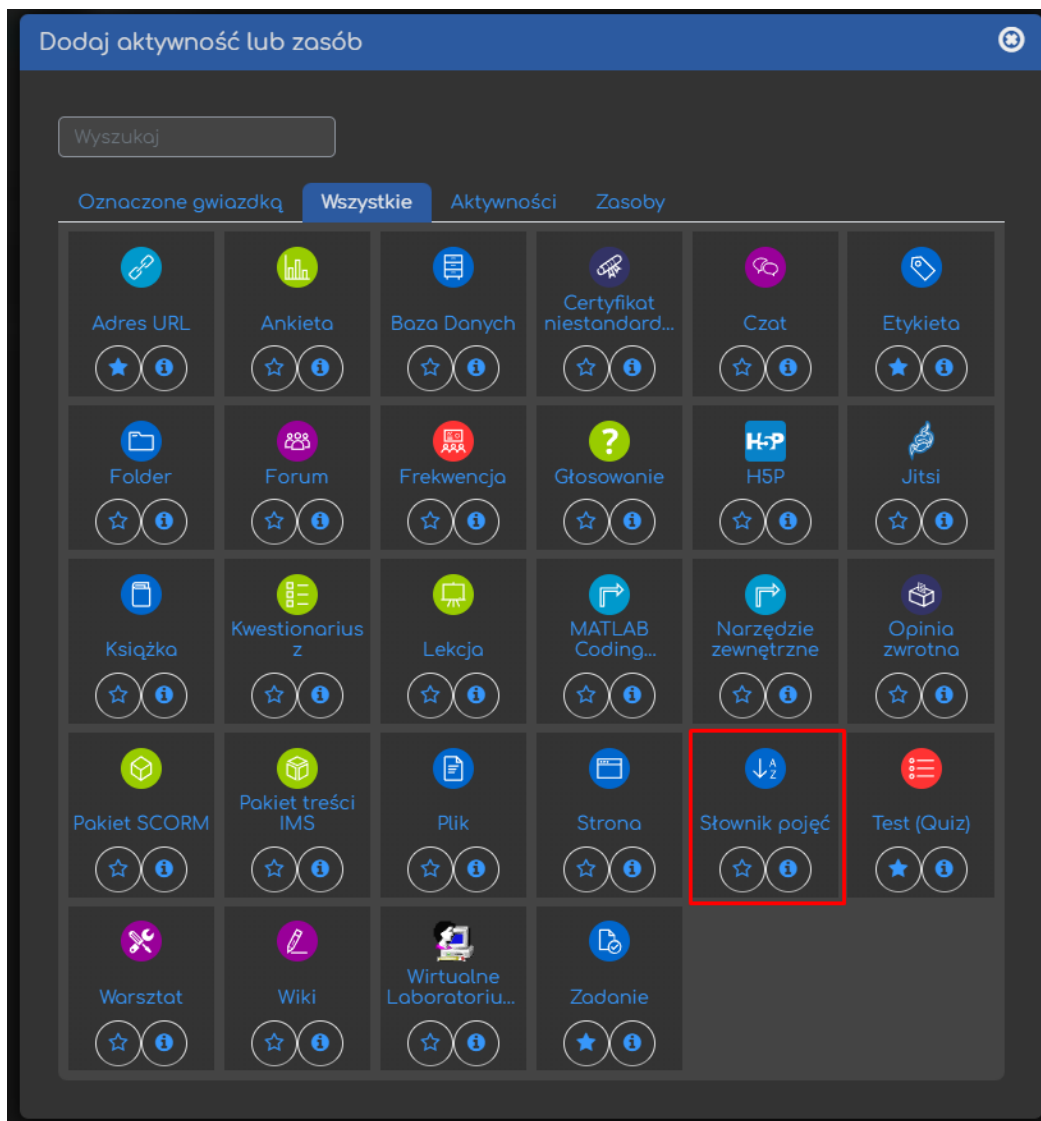 Dodaj aktywność lub zasób
Wyszukaj
Oznaczone gwiazdką Wszystkie Aktywności Zasoby
Adres URL Ankieta Baza Danych Certyfikat niestandard... Czat Etykieta
Folder Forum Frekwencja Głosowanie H5P Jitsi
Książka Kwestionariusz Lekcja MATLAB Coding... Narzędzie zewnętrzne Opinia zwrotna
Pakiet SCORM Pakiet treści IMS Plik Strona Słownik pojęć Test (Quiz)
Warsztat Wiki Wirtualne Laboratoriu... Zadanie